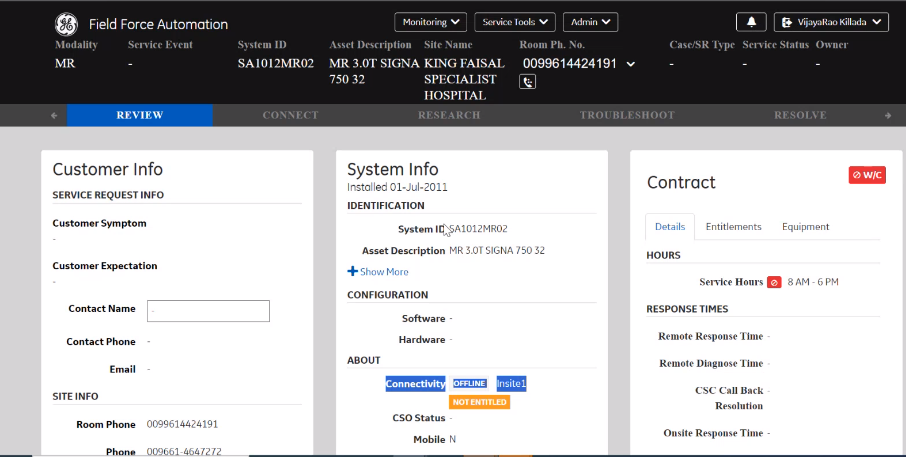 Field Force Automation
Monitoring
Service Tools
Admin
VijayaRao Killada
Modality Service Event System ID Asset Description Site Name Room Ph. No. Case/SR Type Service Status Owner
MR - SA1012MR02 MR 3.0T SIGNA KING FAISAL 0099614424191 - - -
750 32 SPECIALIST
HOSPITAL
REVIEW CONNECT RESEARCH TROUBLESHOOT RESOLVE
Customer Info
SERVICE REQUEST INFO
Customer Symptom
-
Customer Expectation
-
Contact Name -
Contact Phone -
Email -
SITE INFO
Room Phone 0099614424191
Phone 009661-4647272
System Info
Installed 01-Jul-2011
IDENTIFICATION
System ID SA1012MR02
Asset Description MR 3.0T SIGNA 750 32
Show More
CONFIGURATION
Software -
Hardware -
ABOUT
Connectivity OFFLINE Insite1
NOT ENTITLED
CSO Status -
Mobile N
Contract
W/C
Details Entitlements Equipment
HOURS
Service Hours 8 AM - 6 PM
RESPONSE TIMES
Remote Response Time -
Remote Diagnose Time -
CSC Call Back -
Resolution
Onsite Response Time -